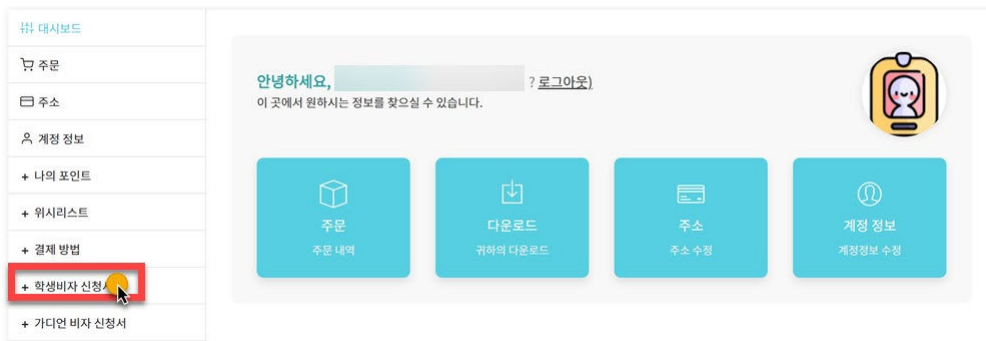 대시보드
주문
주소
계정 정보
+ 나의 포인트
+ 위시리스트
+ 결제 방법
+ 학생비자
+ 가디언 비자 신청서
안녕하세요, ? 로그아웃)
이 곳에서 원하시는 정보를 찾으실 수 있습니다.
주문
주문 내역
다운로드
귀하의 다운로드
주소
주소 수정
계정 정보
계정정보 수정